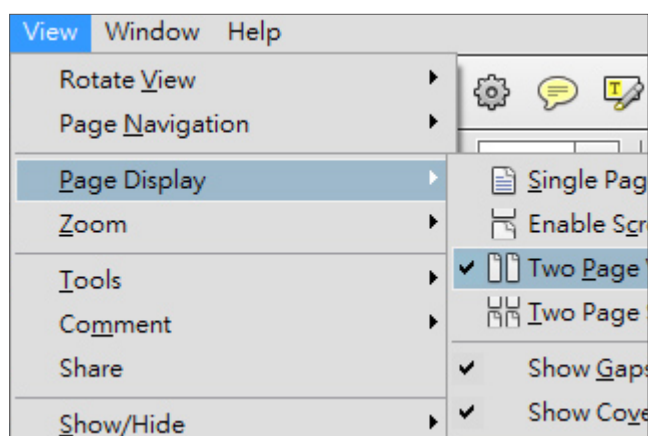 View Window Help
Rotate View
Page Navigation
Page Display
Zoom
Tools
Comment
Share
Show/Hide
T
Single Pag
Enable Scr
Two Page
Two Page
Show Gaps
Show Cove